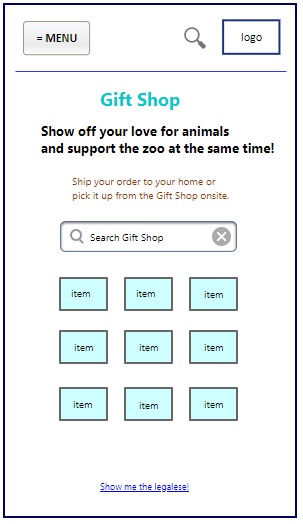 = MENU
logo
Gift Shop
Show off your love for animals
and support the zoo at the same time!
Ship your order to your home or
pick it up from the Gift Shop onsite.
Search Gift Shop
item item item
item item item
item item item
Show me the legalese!